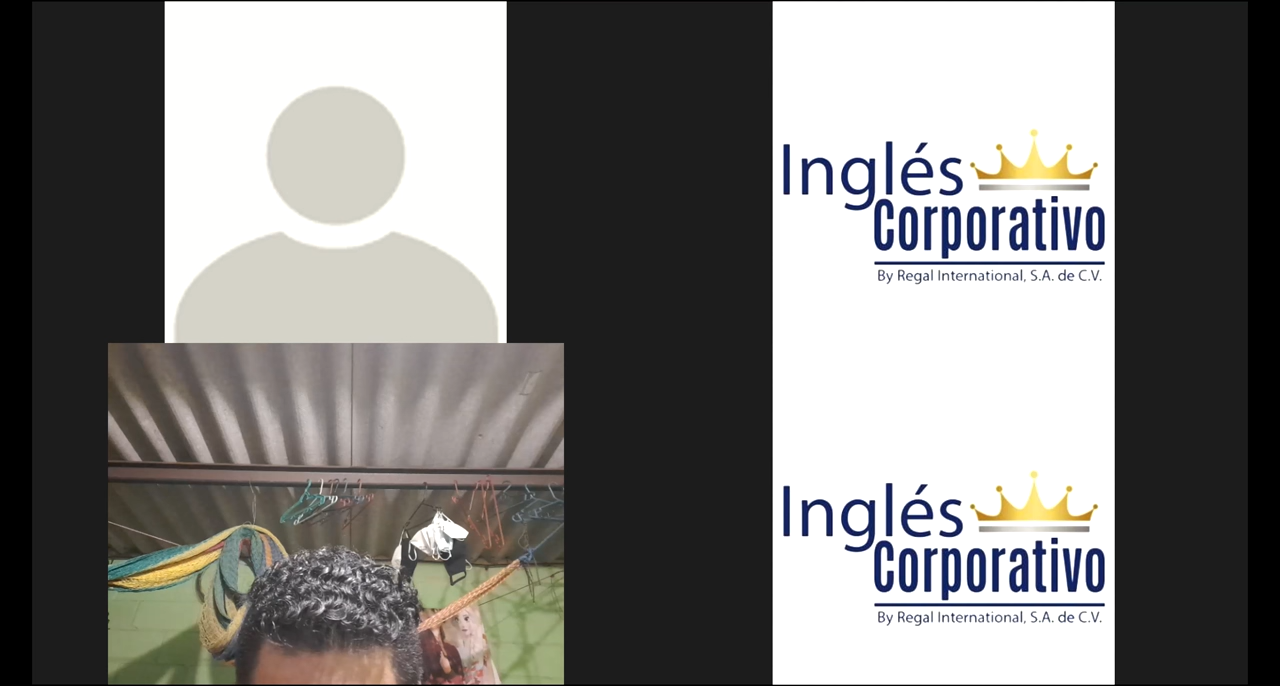 Inglés
Corporativo
By Regal International, S.A. de C.V.
Inglés
Corporativo
By Regal International, S.A. de C.V.